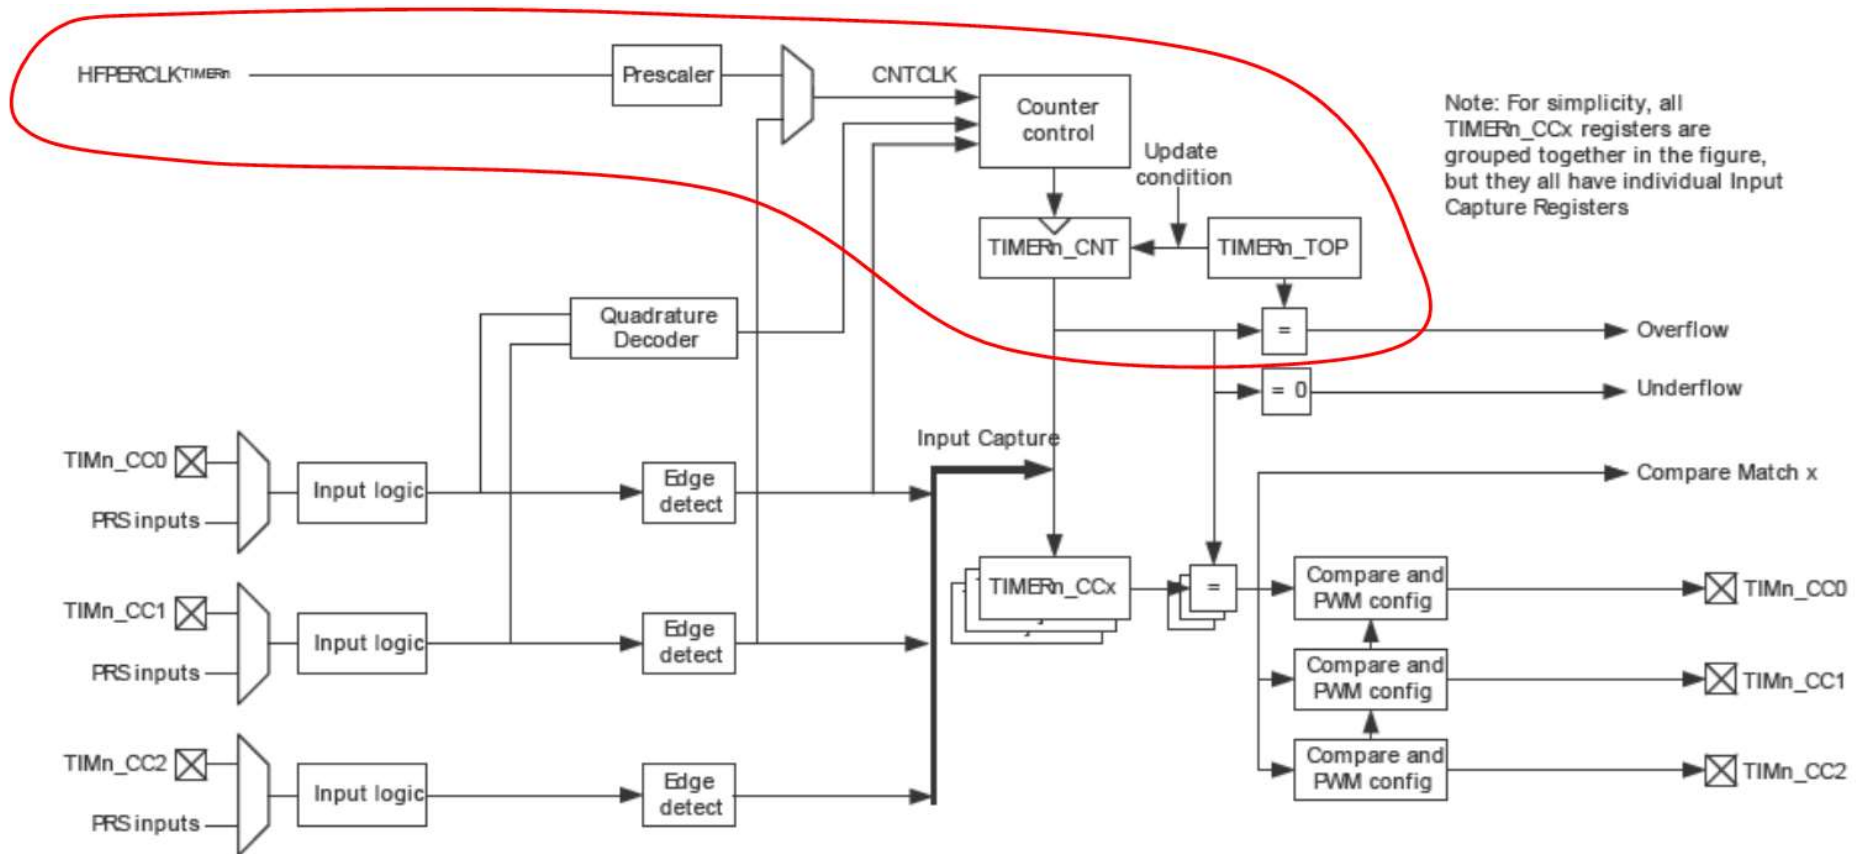 HFPERCLKTIMERn
Prescaler
CNTCLK
Counter
control
Note: For simplicity, all
TIMERn_CCx registers are
grouped together in the figure,
but they all have individual Input
Capture Registers
Update
condition
TIMERn_CNT
TIMERn_TOP
Quadrature
Decoder
=
Overflow
= 0
Underflow
Input Capture
TIMn_CC0
PRS inputs
Input logic
Edge
detect
Compare Match x
TIMn_CC1
PRS inputs
Input logic
Edge
detect
TIMERn_CCx
=
Compare and
PWM config
TIMn_CC0
Compare and
PWM config
TIMn_CC1
TIMn_CC2
PRS inputs
Input logic
Edge
detect
Compare and
PWM config
TIMn_CC2